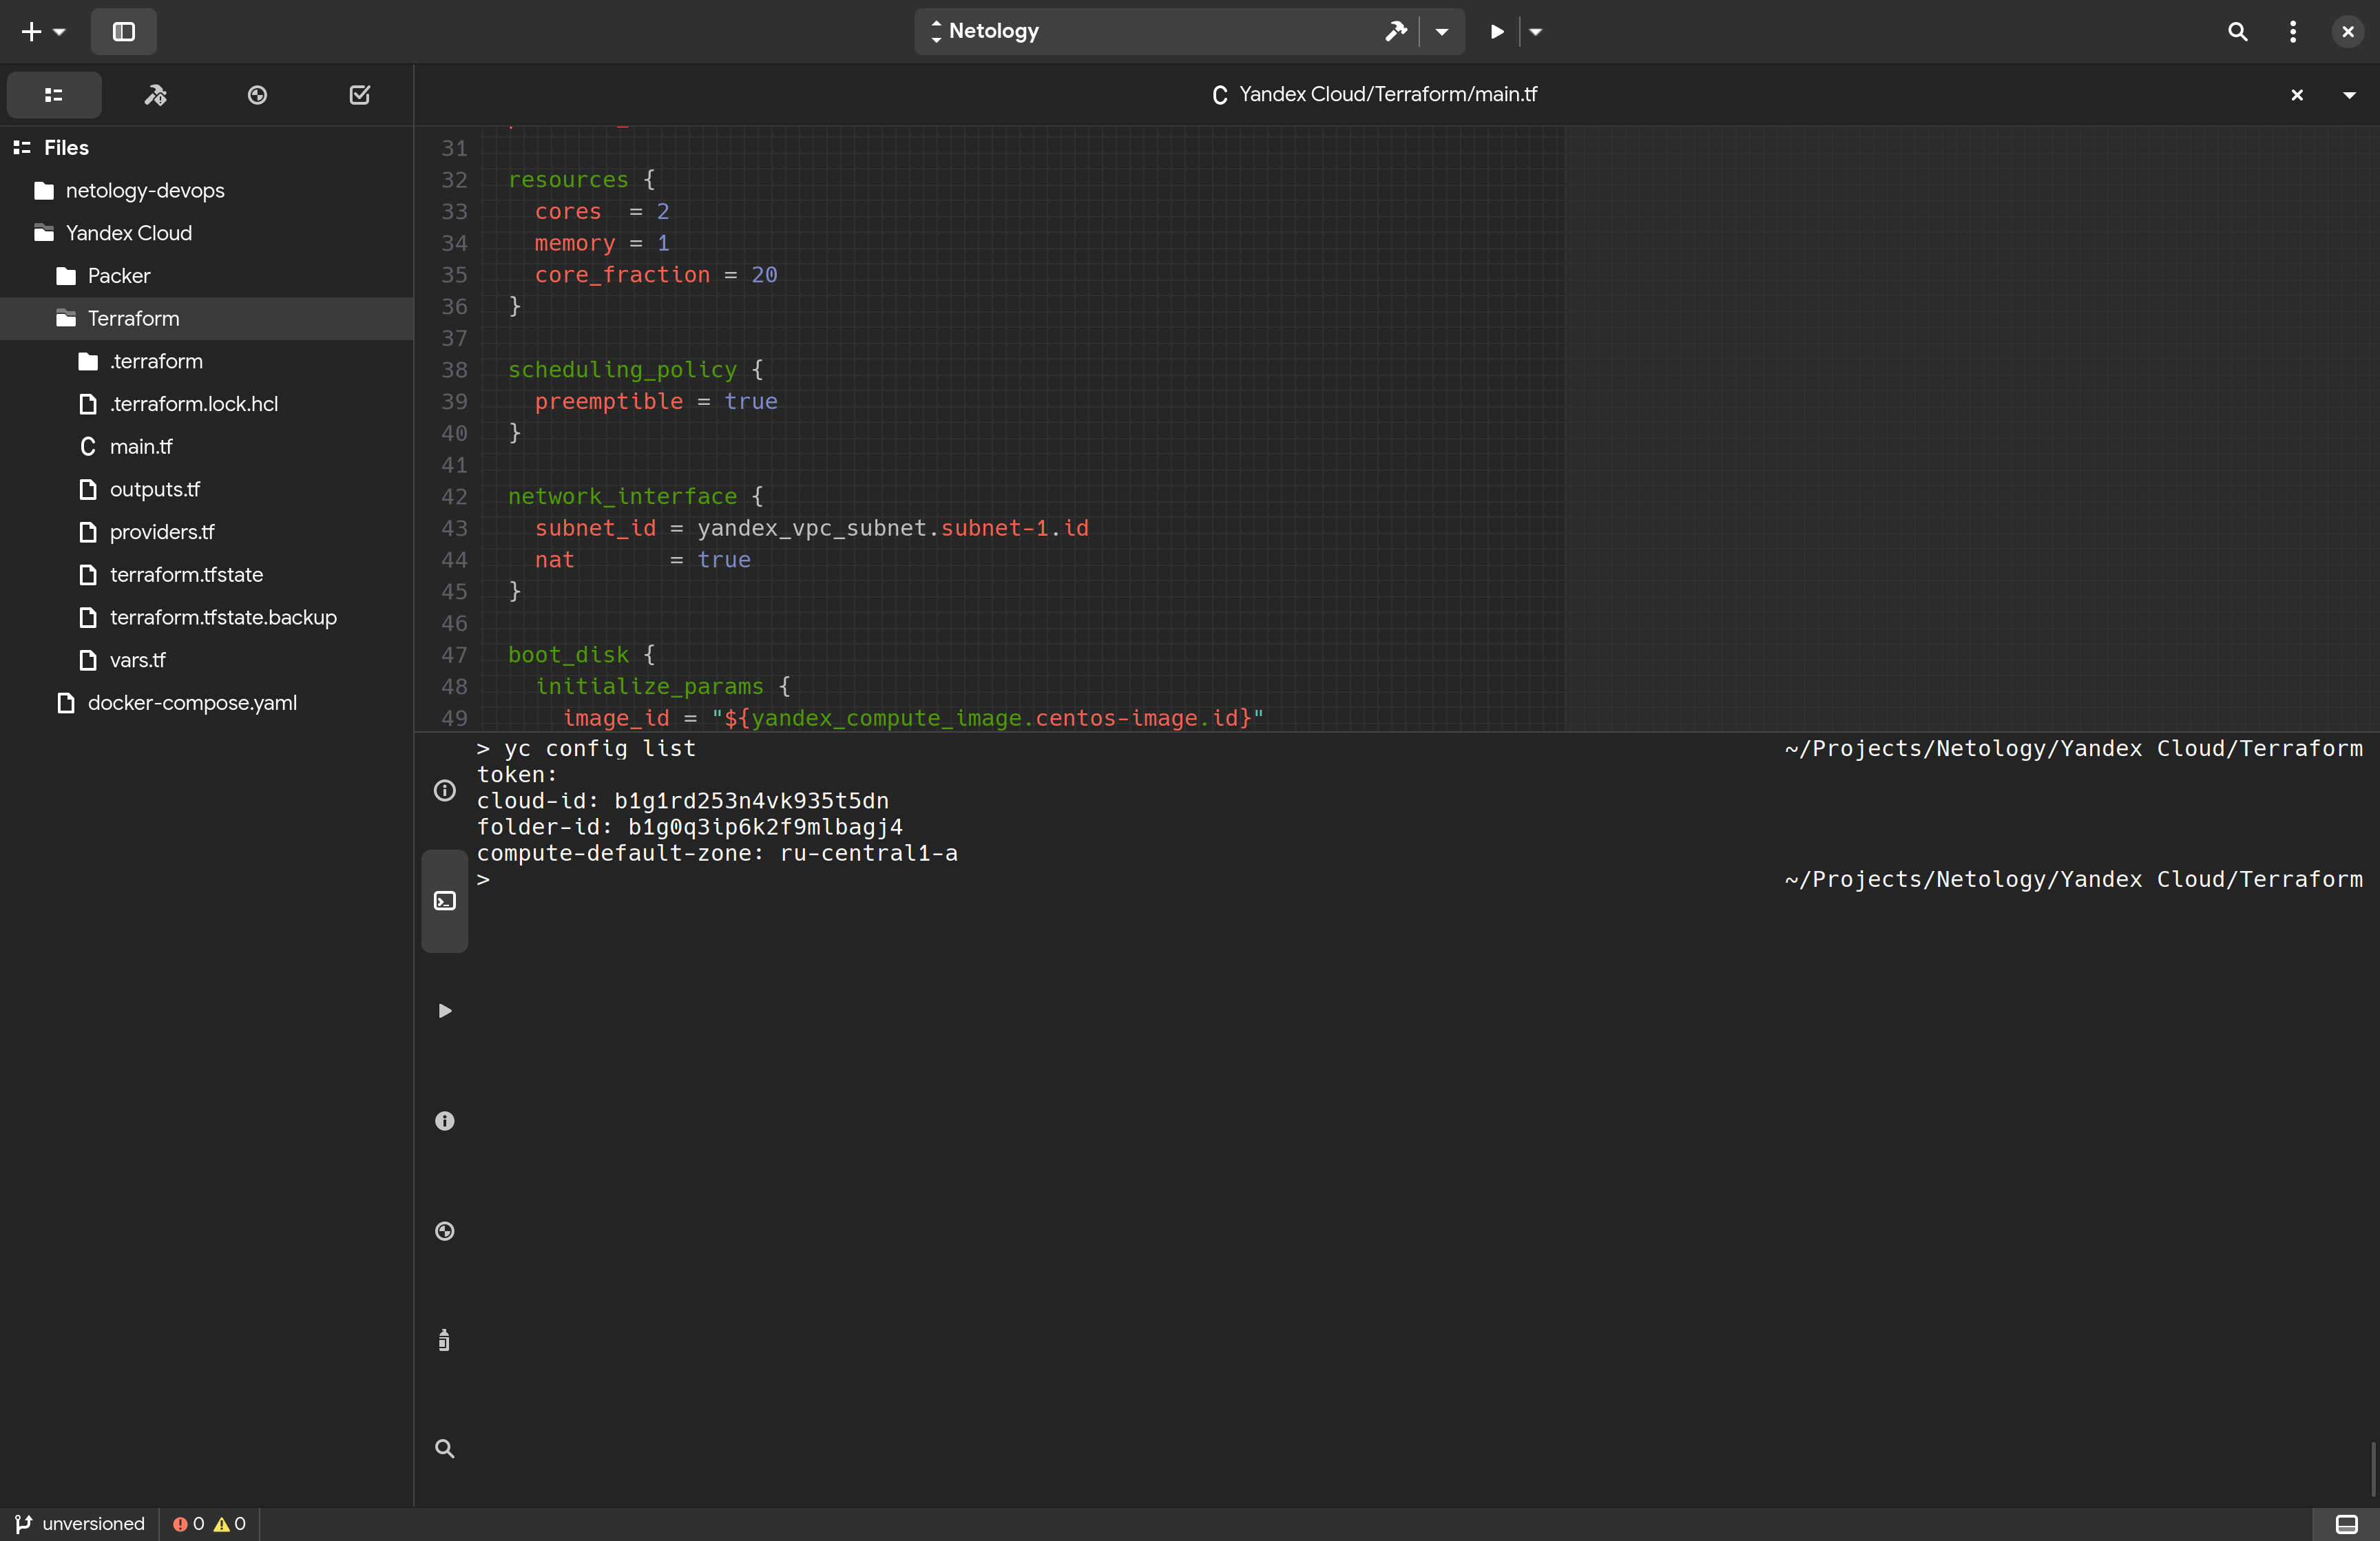 Netology
Yandex Cloud/Terraform/main.tf
Files
netology-devops
Yandex Cloud
Packer
Terraform
.terraform
.terraform.lock.hcl
main.tf
outputs.tf
providers.tf
terraform.tfstate
terraform.tfstate.backup
vars.tf
docker-compose.yaml
31
32 resources {
33 cores = 2
34 memory = 1
35 core_fraction = 20
36 }
37
38 scheduling_policy {
39 preemptible = true
40 }
41
42 network_interface {
43 subnet_id = yandex_vpc_subnet.subnet-1.id
44 nat = true
45 }
46
47 boot_disk {
48 initialize_params {
49 image_id = "${yandex_compute_image.centos-image.id}"
> yc config list ~/Projects/Netology/Yandex Cloud/Terraform
token:
cloud-id: b1g1rd253n4vk935t5dn
folder-id: b1g0q3ip6k2f9mlbagj4
compute-default-zone: ru-central1-a
> ~/Projects/Netology/Yandex Cloud/Terraform
unversioned 0 0